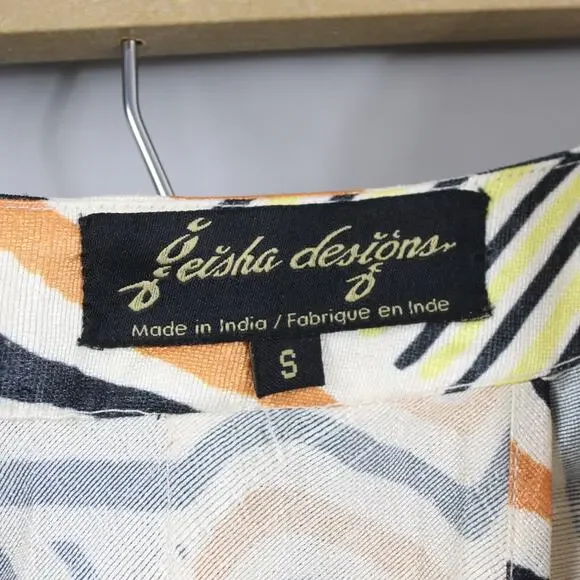 geisha designs
Made in India / Fabrique en Inde
S